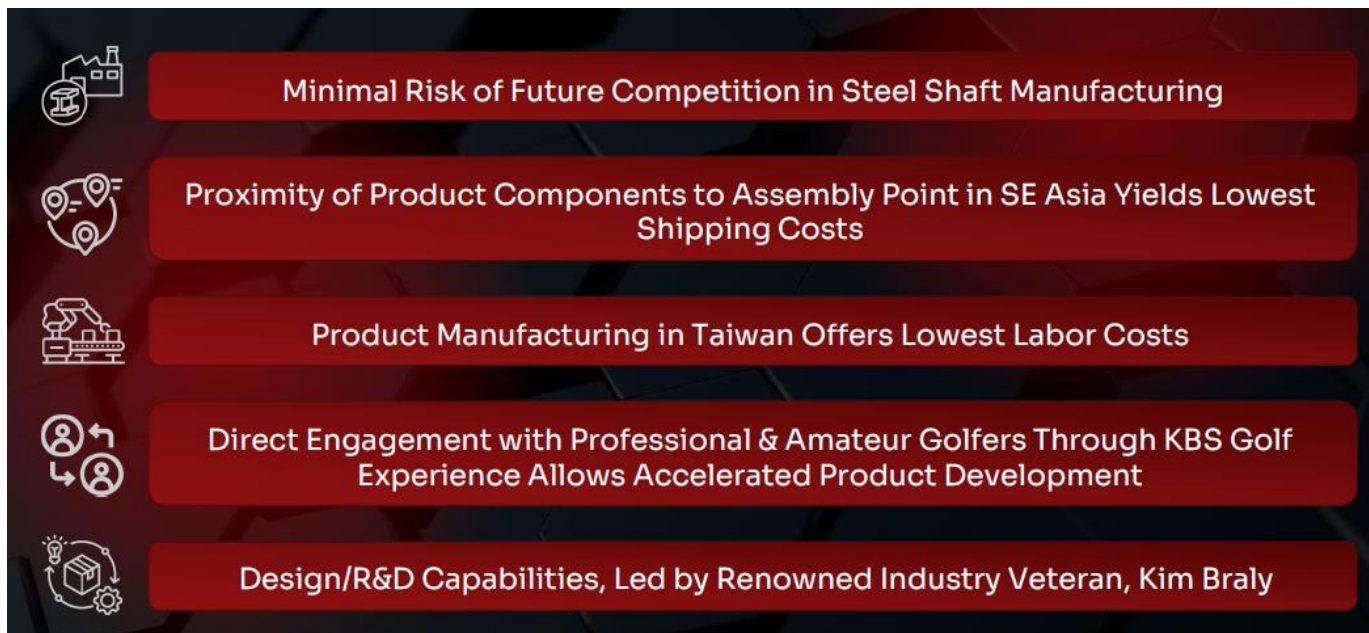 Minimal Risk of Future Competition in Steel Shaft Manufacturing
Proximity of Product Components to Assembly Point in SE Asia Yields Lowest
Shipping Costs
Product Manufacturing in Taiwan Offers Lowest Labor Costs
Direct Engagement with Professional & Amateur Golfers Through KBS Golf
Experience Allows Accelerated Product Development
Design/R&D Capabilities, Led by Renowned Industry Veteran, Kim Braly